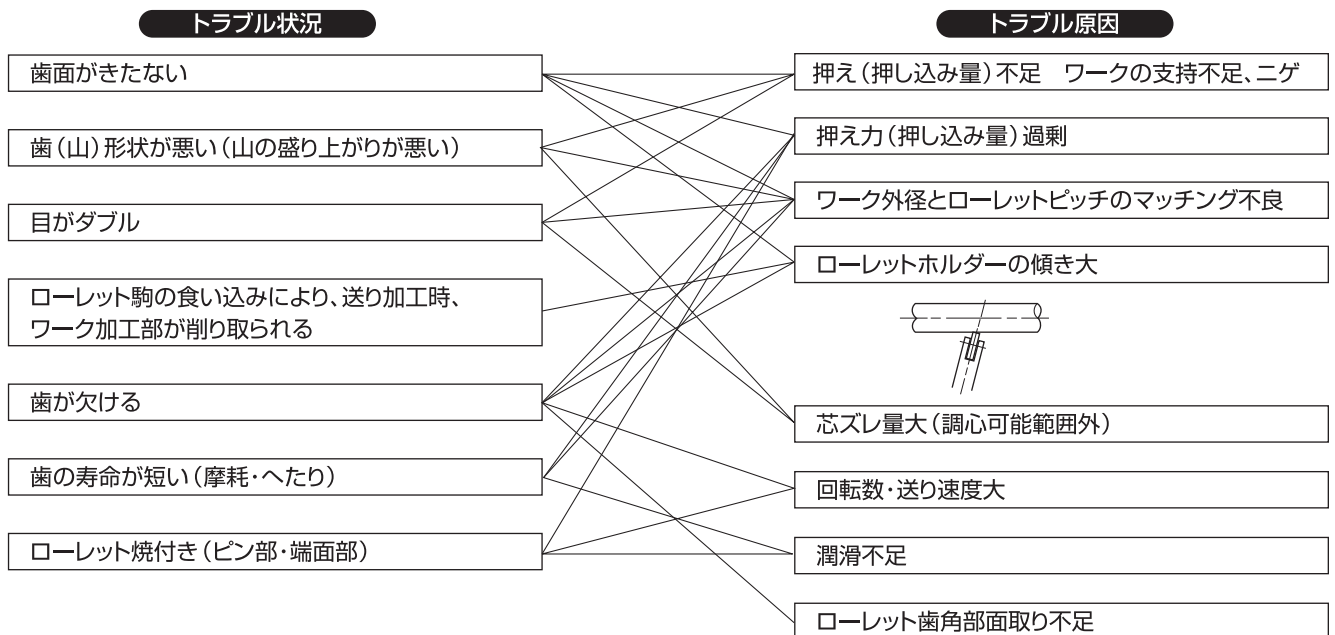 トラブル状況
歯面がきたない
歯(山)形状が悪い(山の盛り上がりが悪い)
目がダブル
ローレット駒の食い込みにより、送り加工時、
ワーク加工部が削り取られる
歯が欠ける
歯の寿命が短い(摩耗・へたり)
ローレット焼付き(ピン部・端面部)
トラブル原因
押え(押し込み量)不足　ワークの支持不足、ニゲ
押え力(押し込み量)過剰
ワーク外径とローレットピッチのマッチング不良
ローレットホルダーの傾き大
芯ズレ量大(調心可能範囲外)
回転数・送り速度大
潤滑不足
ローレット歯角部面取り不足